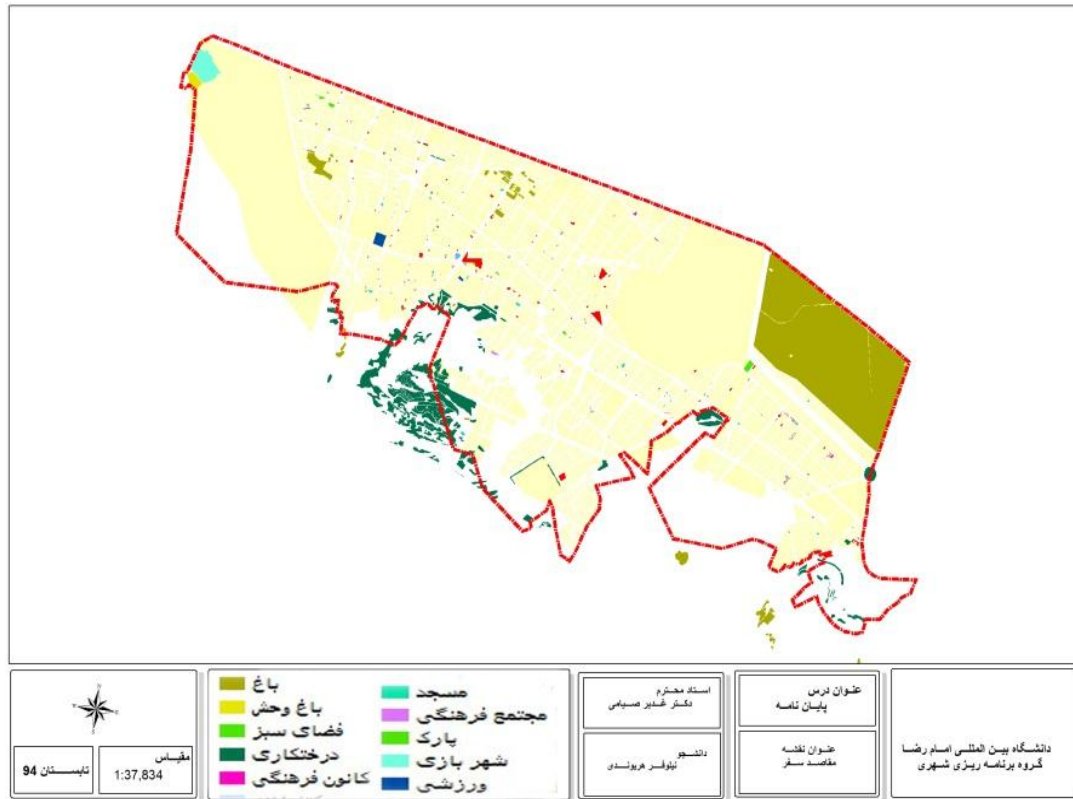 مقیاس
1:37,834
تابستان 94
باغ
باغ وحش
فضای سبز
درختکاری
کانون فرهنگی
مسجد
مجتمع فرهنگی
پارک
شهر بازی
ورزشی
استاد محترم
دکتر غدیر صیامی
دانشجو
نیلوفر هریوندی
عنوان درس
پایان نامه
عنوان نقشه
مقاصد سفر
دانشگاه بین المللی امام رضا
گروه برنامه ریزی شهری